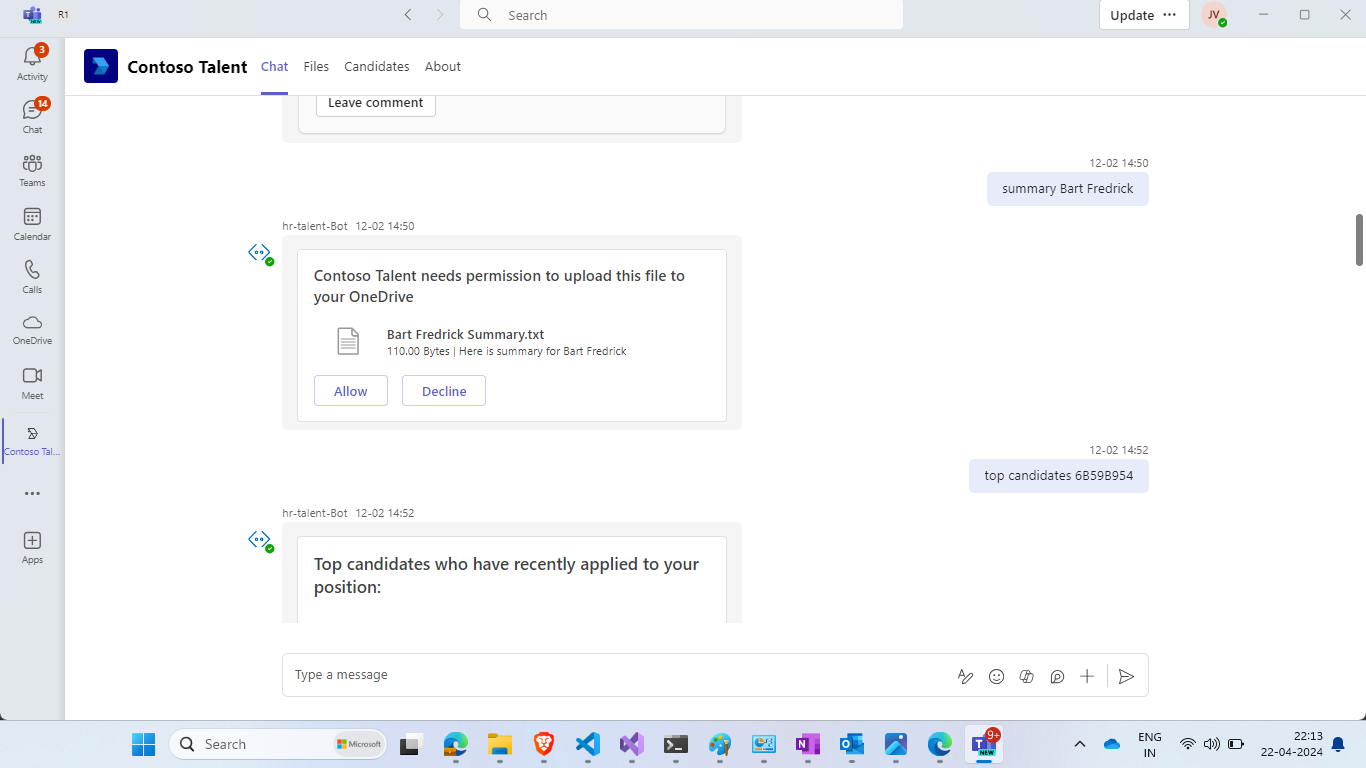 R1
Search
Update
JV
3
Activity
14
Chat
Teams
Calendar
Calls
OneDrive
Meet
Contoso Tal...
Apps
Contoso Talent
Chat
Files
Candidates
About
Leave comment
12-02 14:50
summary Bart Fredrick
hr-talent-Bot 12-02 14:50
Contoso Talent needs permission to upload this file to
your OneDrive
Bart Fredrick Summary.txt
110.00 Bytes | Here is summary for Bart Fredrick
Allow
Decline
12-02 14:52
top candidates 6B59B954
hr-talent-Bot 12-02 14:52
Top candidates who have recently applied to your
position:
Type a message
Search
Microsoft
9+
NEW
ENG
IN
22:13
22-04-2024